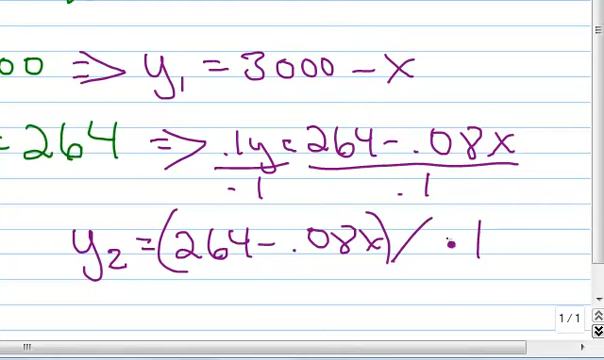 00 => y₁ = 3000 - x
= 264 => .1y = 264 - .08x
.1 .1
y₂ = (264 - .08x) / .1
1 / 1